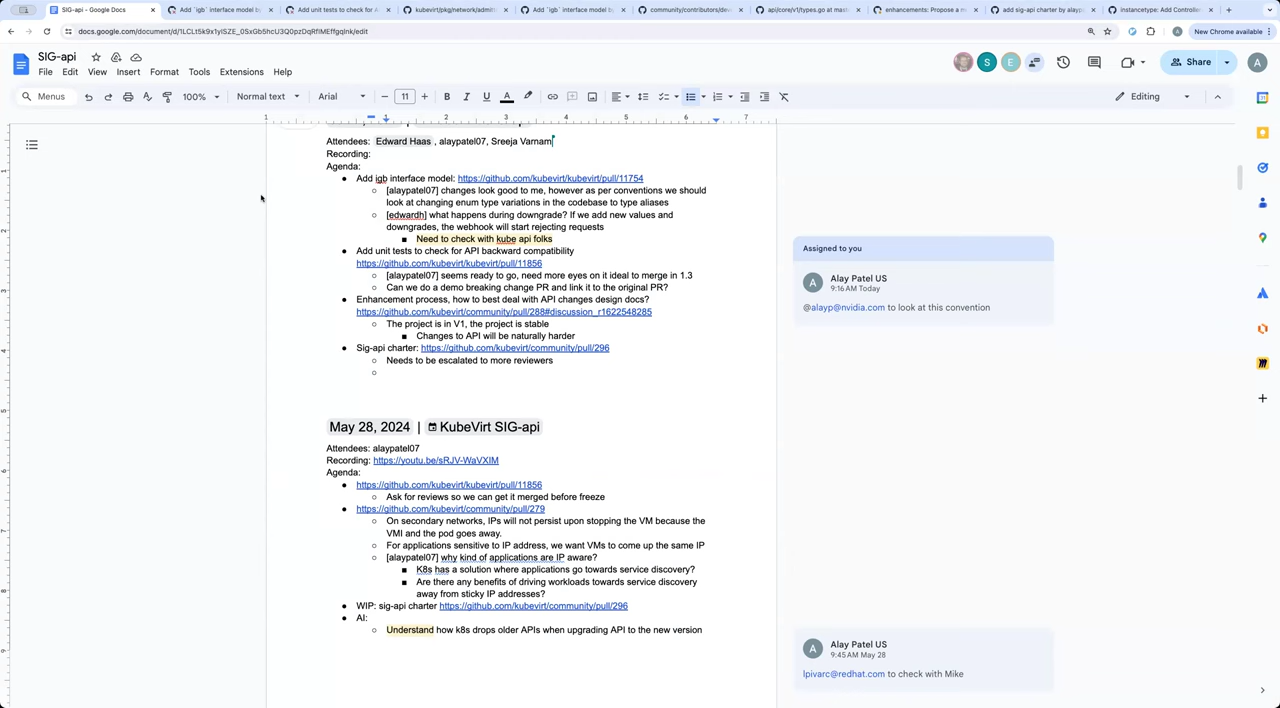 SIG-api - Google Docs
Add `igb` interface model by
Add unit tests to check for A
kubevirt/pkg/network/admitt
Add `igb` interface model by
community/contributors/deve
api/core/v1/types.go at mast
enhancements: Propose a m
add sig-api charter by alayp
instancetype: Add Controller
docs.google.com/document/d/1LCLt5k9x1yISZE_0SxGb5hcU3Q0pzDqRflMEffgqInk/edit
New Chrome available
SIG-api
File Edit View Insert Format Tools Extensions Help
S E
Share
A
Menus
100%
Normal text
Arial
11
B I U A
Editing
1 1 2 3 4 5 6 7
Attendees: Edward Haas , alaypatel07, Sreeja Varnam
Recording:
Agenda:
Add igb interface model: https://github.com/kubevirt/kubevirt/pull/11754
[alaypatel07] changes look good to me, however as per conventions we should
look at changing enum type variations in the codebase to type aliases
[edwardh] what happens during downgrade? If we add new values and
downgrades, the webhook will start rejecting requests
Need to check with kube api folks
Add unit tests to check for API backward compatibility
https://github.com/kubevirt/kubevirt/pull/11856
[alaypatel07] seems ready to go, need more eyes on it ideal to merge in 1.3
Can we do a demo breaking change PR and link it to the original PR?
Enhancement process, how to best deal with API changes design docs?
https://github.com/kubevirt/community/pull/288#discussion_r1622548285
The project is in V1, the project is stable
Changes to API will be naturally harder
Sig-api charter: https://github.com/kubevirt/community/pull/296
Needs to be escalated to more reviewers
May 28, 2024 | KubeVirt SIG-api
Attendees: alaypatel07
Recording: https://youtu.be/sRJV-WaVXIM
Agenda:
https://github.com/kubevirt/kubevirt/pull/11856
Ask for reviews so we can get it merged before freeze
https://github.com/kubevirt/community/pull/279
On secondary networks, IPs will not persist upon stopping the VM because the
VMI and the pod goes away.
For applications sensitive to IP address, we want VMs to come up the same IP
[alaypatel07] why kind of applications are IP aware?
K8s has a solution where applications go towards service discovery?
Are there any benefits of driving workloads towards service discovery
away from sticky IP addresses?
WIP: sig-api charter https://github.com/kubevirt/community/pull/296
AI:
Understand how k8s drops older APIs when upgrading API to the new version
Assigned to you
A
Alay Patel US
9:16 AM Today
@alayp@nvidia.com to look at this convention
A
Alay Patel US
9:45 AM May 28
lpivarc@redhat.com to check with Mike